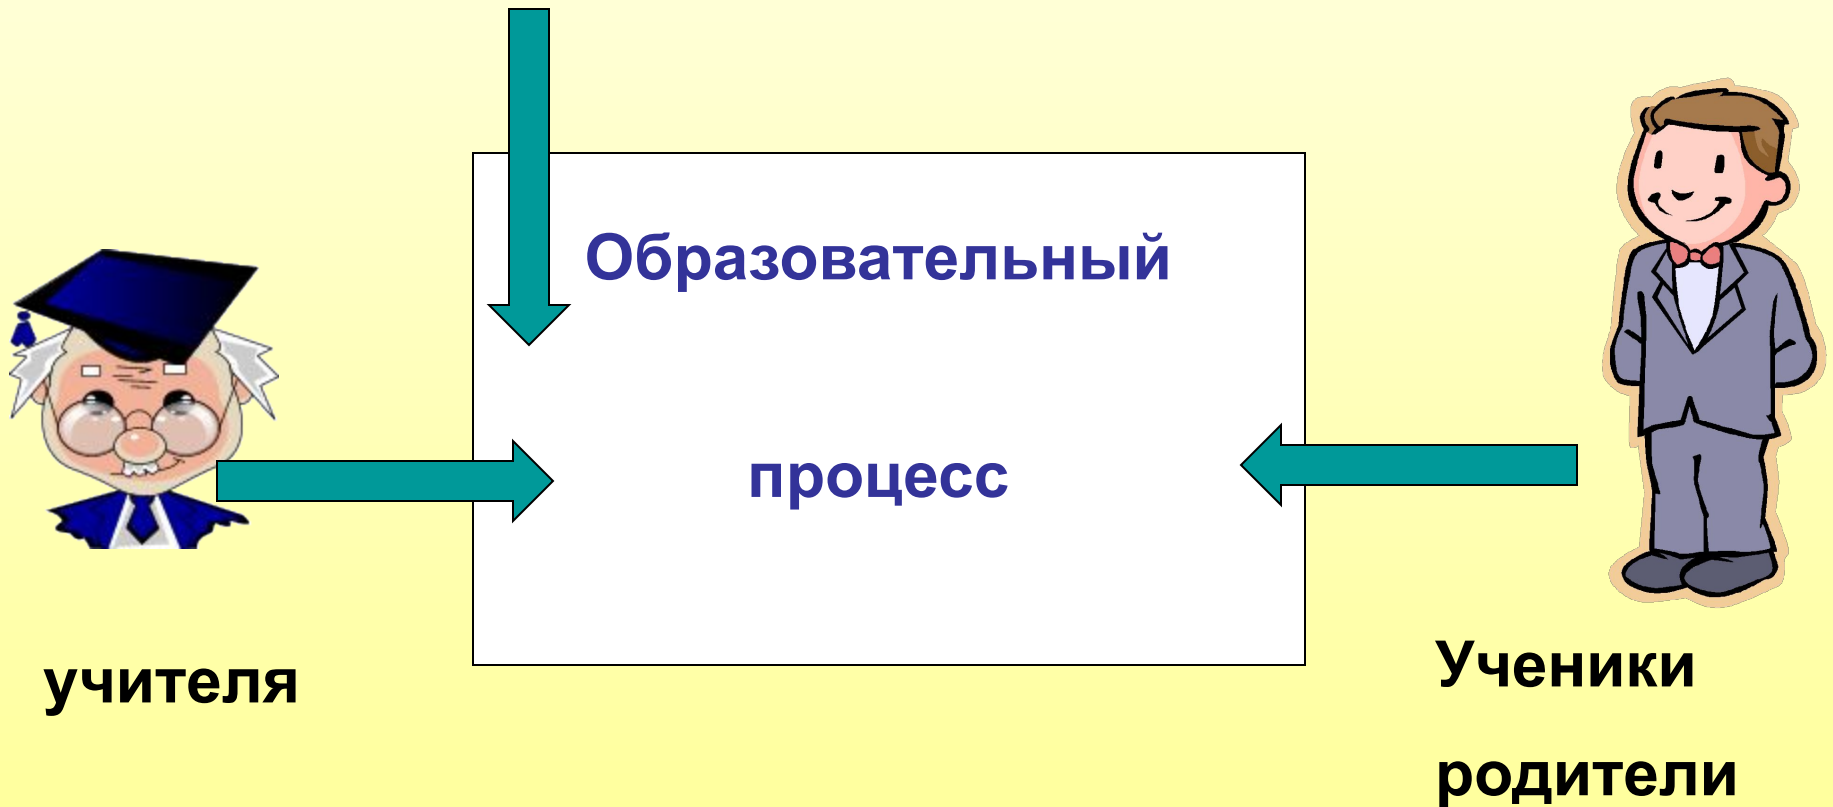 Образовательный
процесс
учителя
Ученики
родители